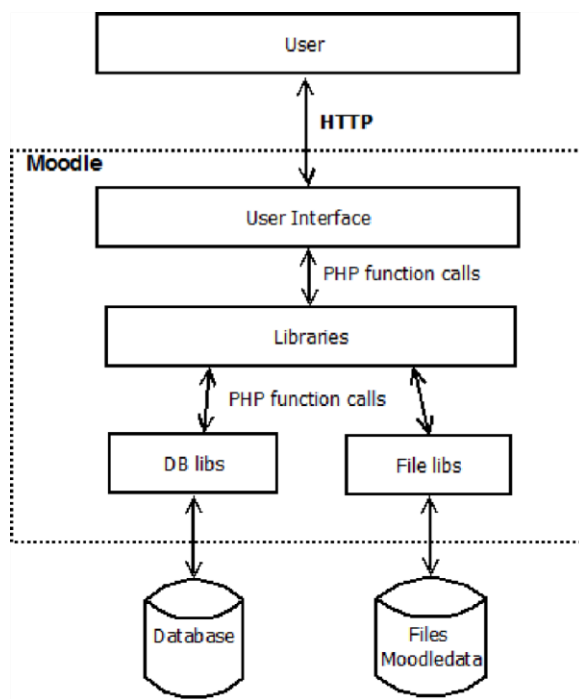 User
HTTP
Moodle
User Interface
PHP function calls
Libraries
PHP function calls
DB libs
File libs
Database
Files
Moodledata